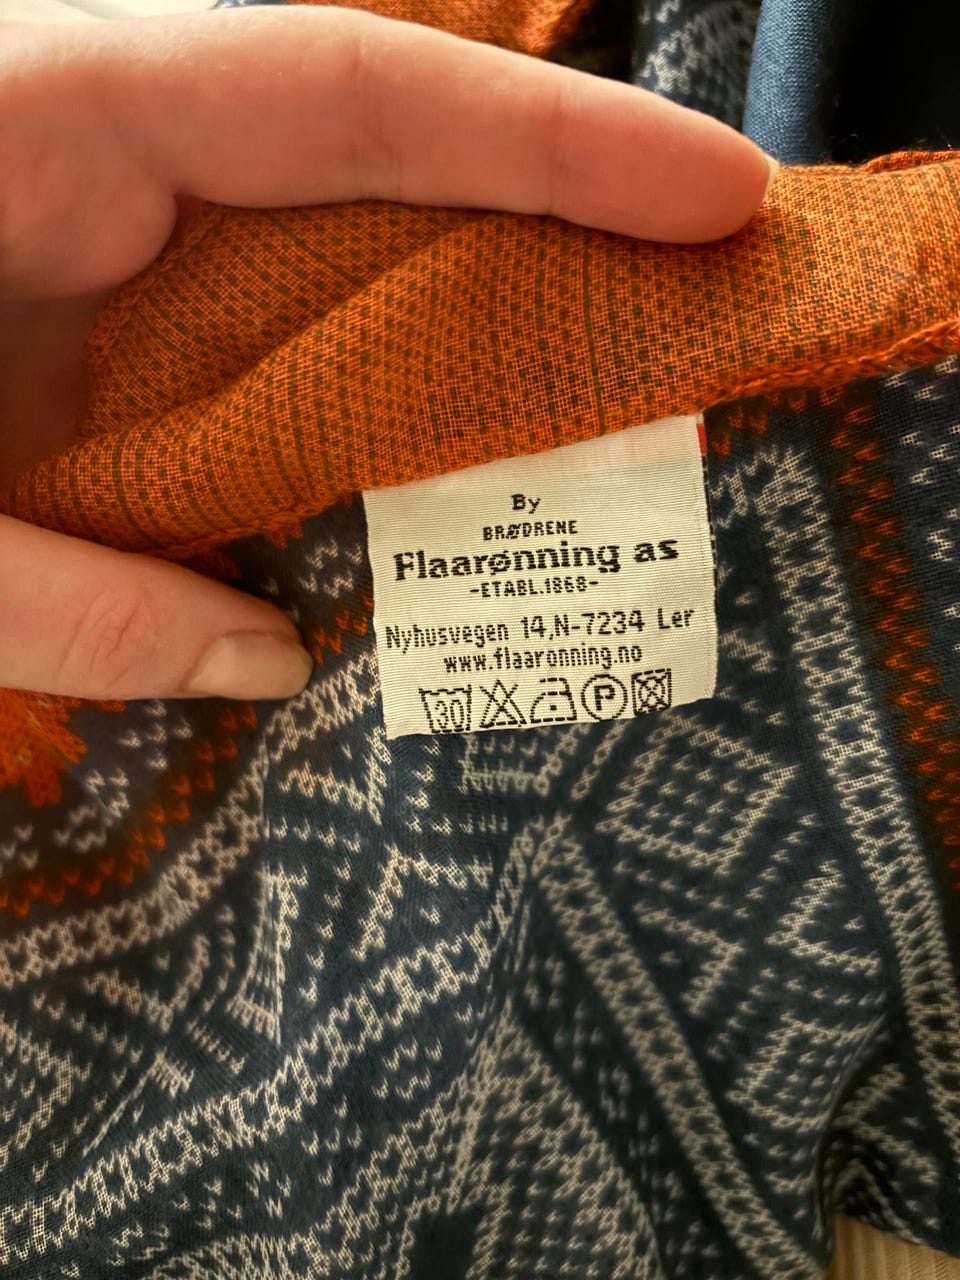 By
BRØDRENE
Flaarønning as
-ETABL.1868-
Nyhusvegen 14,N-7234 Ler
www.flaaronning.no
30 P